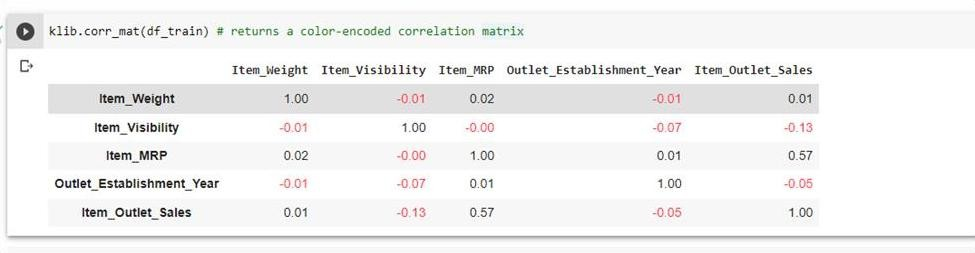 klib.corr_mat(df_train) # returns a color-encoded correlation matrix
Item_Weight Item_Visibility Item_MRP Outlet_Establishment_Year Item_Outlet_Sales
Item_Weight 1.00 -0.01 0.02 -0.01 0.01
Item_Visibility -0.01 1.00 -0.00 -0.07 -0.13
Item_MRP 0.02 -0.00 1.00 0.01 0.57
Outlet_Establishment_Year -0.01 -0.07 0.01 1.00 -0.05
Item_Outlet_Sales 0.01 -0.13 0.57 -0.05 1.00